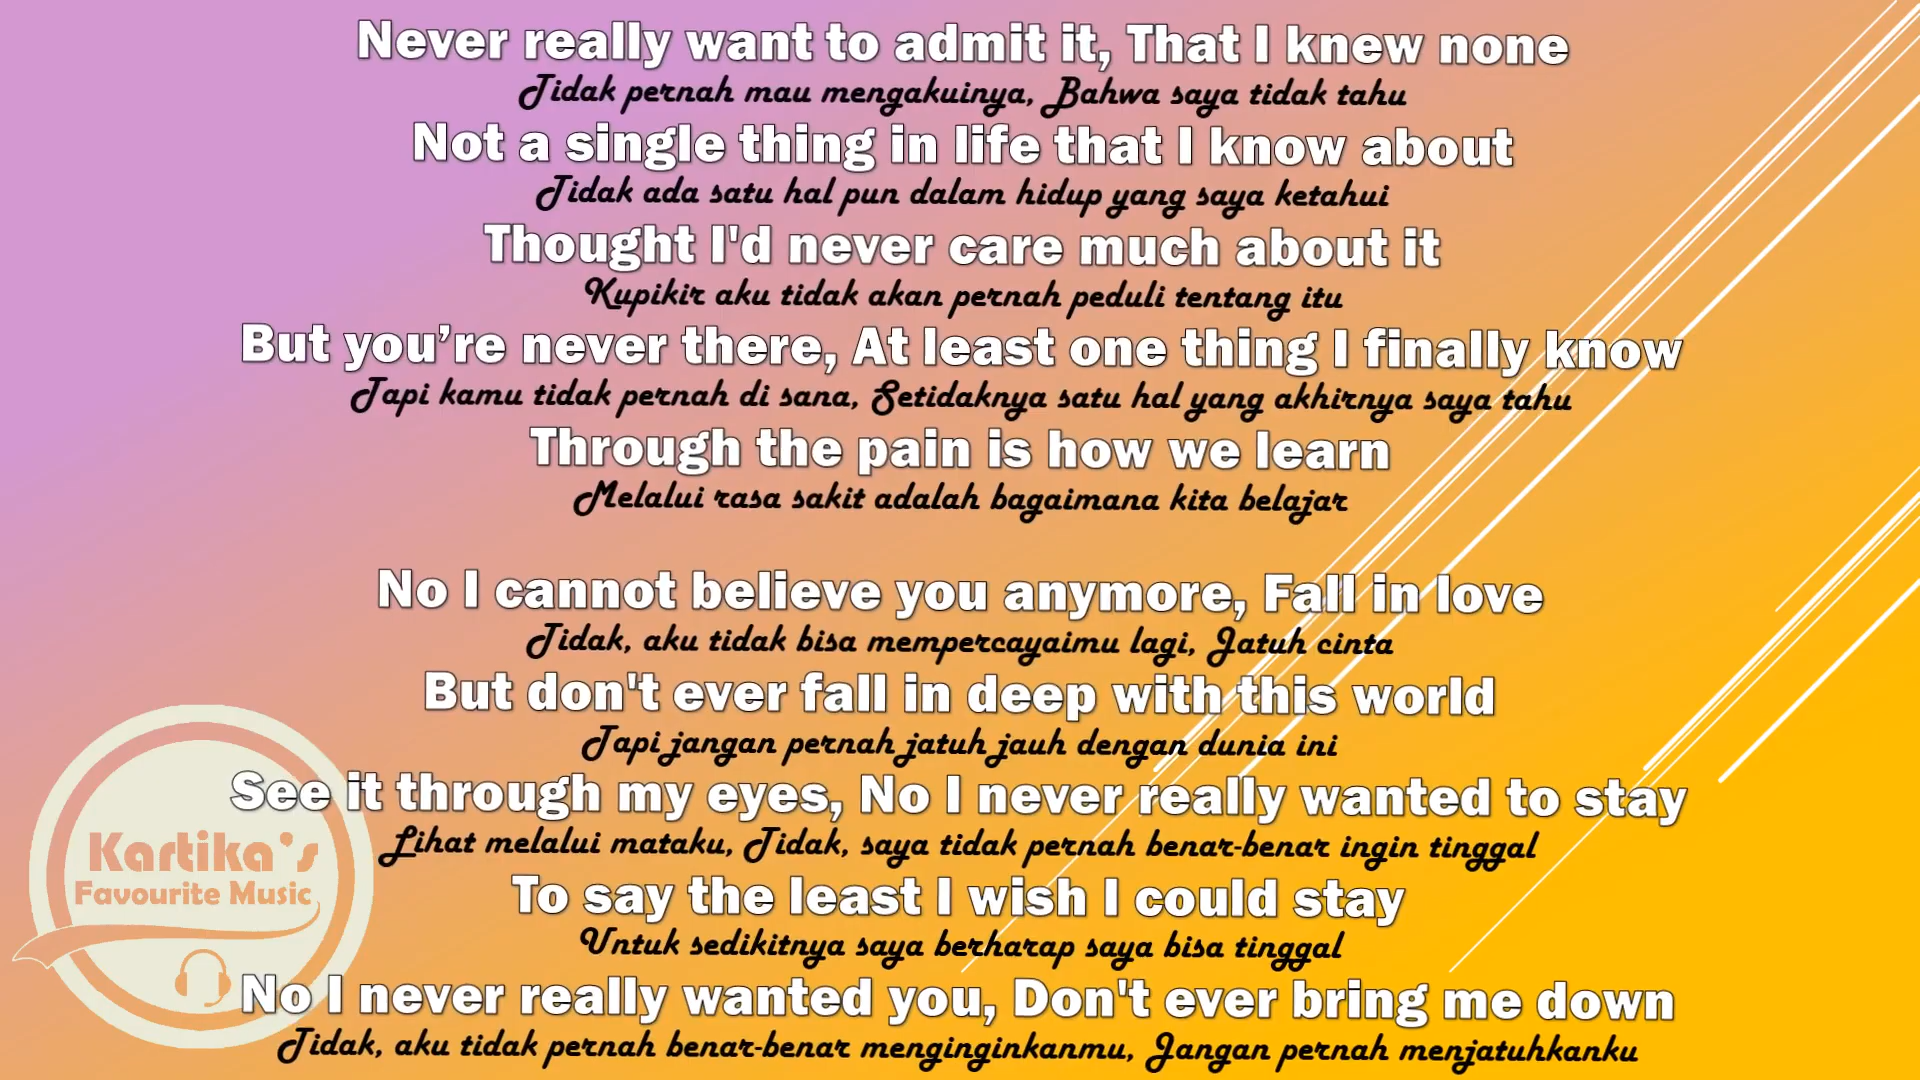 Never really want to admit it, That I knew none
Tidak pernah mau mengakuinya, Bahwa saya tidak tahu
Not a single thing in life that I know about
Tidak ada satu hal pun dalam hidup yang saya ketahui
Thought I'd never care much about it
Kupikir aku tidak akan pernah peduli tentang itu
But you’re never there, At least one thing I finally know
Tapi kamu tidak pernah di sana, Setidaknya satu hal yang akhirnya saya tahu
Through the pain is how we learn
Melalui rasa sakit adalah bagaimana kita belajar
No I cannot believe you anymore, Fall in love
Tidak, aku tidak bisa mempercayaimu lagi, Jatuh cinta
But don't ever fall in deep with this world
Tapi jangan pernah jatuh jauh dengan dunia ini
See it through my eyes, No I never really wanted to stay
Lihat melalui mataku, Tidak, saya tidak pernah benar-benar ingin tinggal
To say the least I wish I could stay
Untuk sedikitnya saya berharap saya bisa tinggal
No I never really wanted you, Don't ever bring me down
Tidak, aku tidak pernah benar-benar menginginkanmu, Jangan pernah menjatuhkanku
Kartika's
Favourite Music